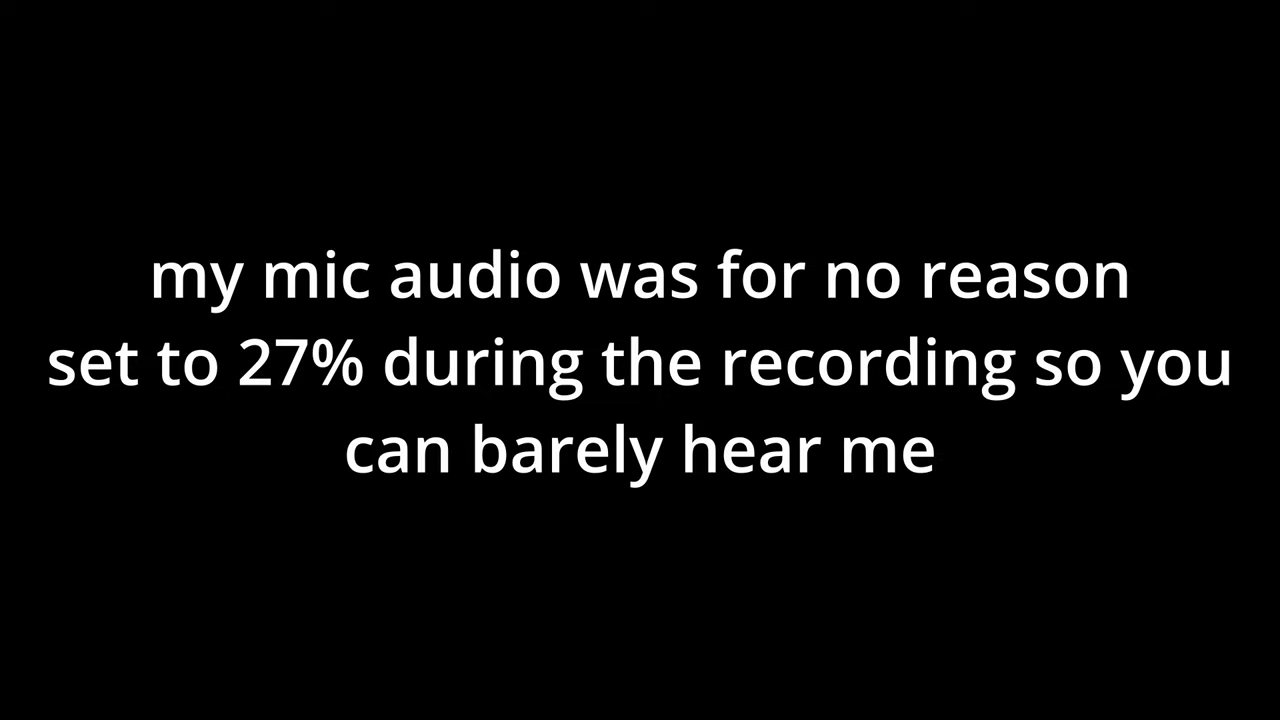 my mic audio was for no reason
set to 27% during the recording so you
can barely hear me